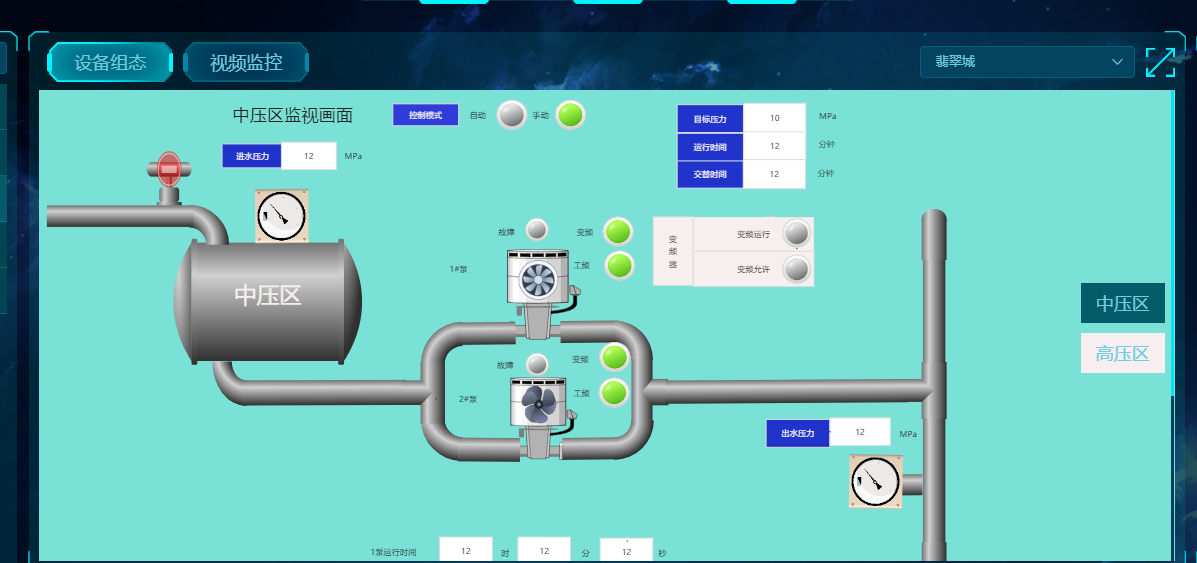 设备组态
视频监控
翡翠城
中压区监视画面
控制模式 自动 手动
目标压力 10 MPa
运行时间 12 分钟
交替时间 12 分钟
进水压力 12 MPa
故障 变频
1#泵 工频
变频器
变频运行
变频允许
中压区
中压区
高压区
故障 变频
2#泵 工频
出水压力 12 MPa
1泵运行时间 12 时 12 分 12 秒